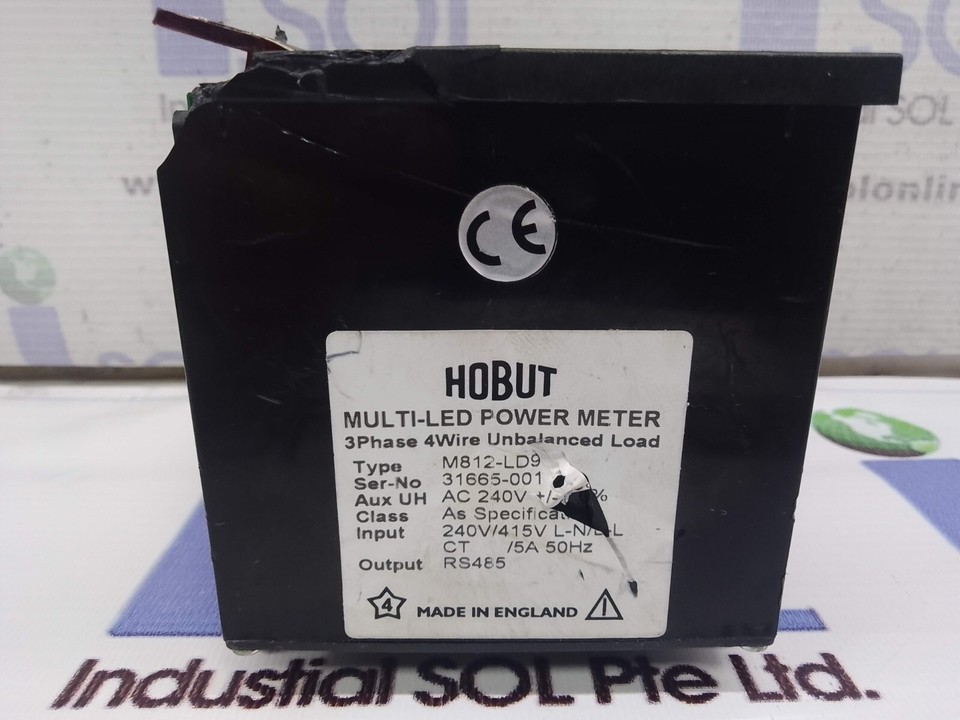 CE
HOBUT
MULTI-LED POWER METER
3Phase 4Wire Unbalanced Load
Type M812-LD9
Ser-No 31665-001
Aux UH AC 240V
Class As
Input 240V/415V L-N/L-L
CT /5A 50Hz
Output RS485
4 MADE IN ENGLAND
Industial SOL Pte Ltd.